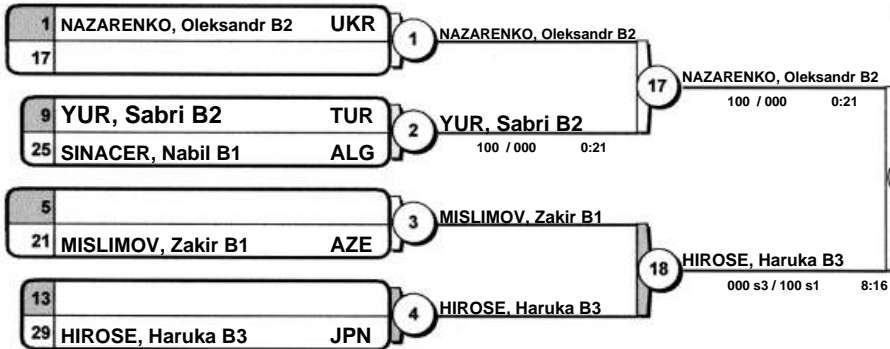 1 NAZARENKO, Oleksandr B2 UKR
17
1 NAZARENKO, Oleksandr B2
9 YUR, Sabri B2 TUR
25 SINACER, Nabil B1 ALG
2 YUR, Sabri B2
100 / 000 0:21
17 NAZARENKO, Oleksandr B2
100 / 000 0:21
5
21 MISLIMOV, Zakir B1 AZE
3 MISLIMOV, Zakir B1
13
29 HIROSE, Haruka B3 JPN
4 HIROSE, Haruka B3
18 HIROSE, Haruka B3
000 s3 / 100 s1 8:16